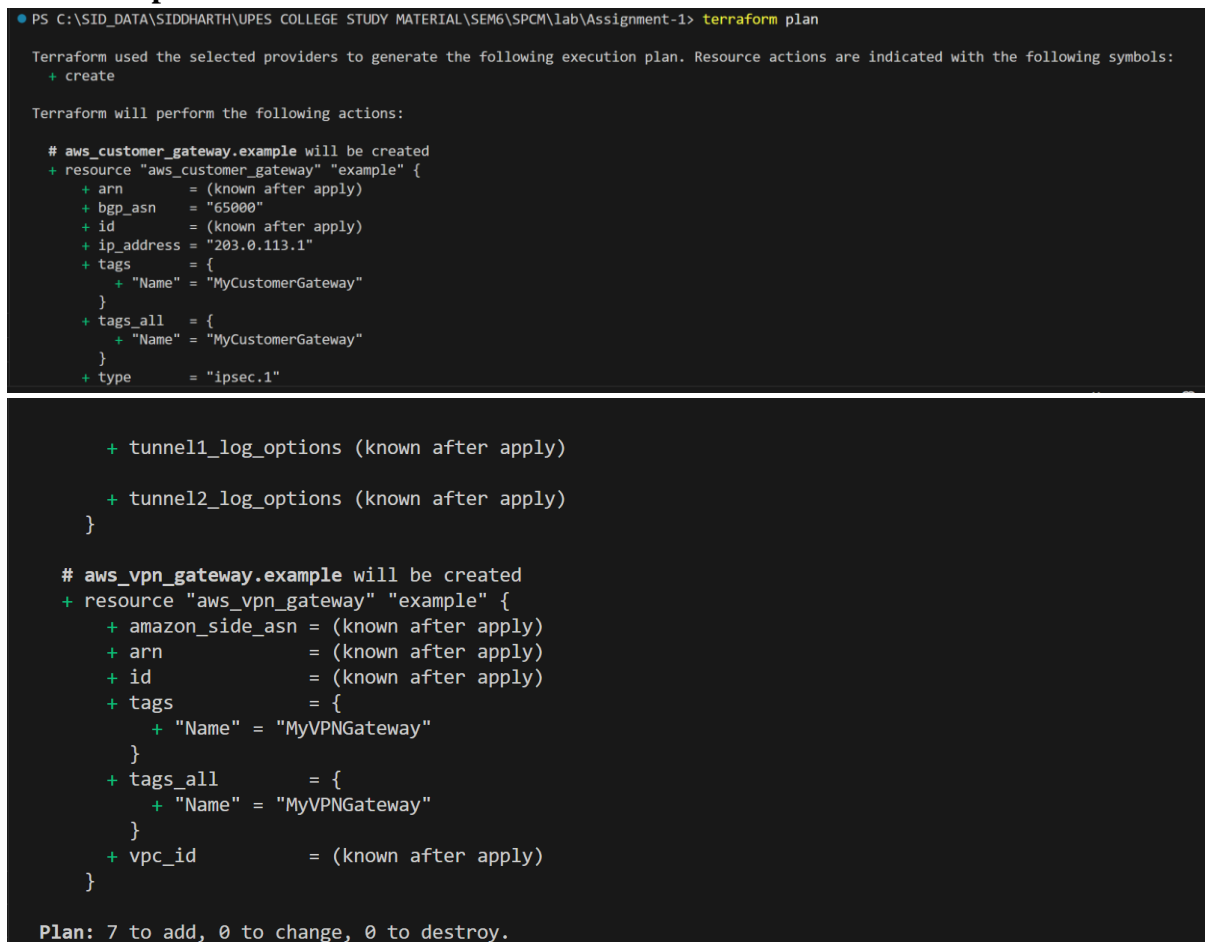 PS C:\SID_DATA\SIDDHARTH\UPES COLLEGE STUDY MATERIAL\SEM6\SPCM\lab\Assignment-1> terraform plan
Terraform used the selected providers to generate the following execution plan. Resource actions are indicated with the following symbols:
+ create
Terraform will perform the following actions:
# aws_customer_gateway.example will be created
+ resource "aws_customer_gateway" "example" {
+ arn = (known after apply)
+ bgp_asn = "65000"
+ id = (known after apply)
+ ip_address = "203.0.113.1"
+ tags = {
+ "Name" = "MyCustomerGateway"
}
+ tags_all = {
+ "Name" = "MyCustomerGateway"
}
+ type = "ipsec.1"
+ tunnel1_log_options (known after apply)
+ tunnel2_log_options (known after apply)
}
# aws_vpn_gateway.example will be created
+ resource "aws_vpn_gateway" "example" {
+ amazon_side_asn = (known after apply)
+ arn = (known after apply)
+ id = (known after apply)
+ tags = {
+ "Name" = "MyVPNGateway"
}
+ tags_all = {
+ "Name" = "MyVPNGateway"
}
+ vpc_id = (known after apply)
}
Plan: 7 to add, 0 to change, 0 to destroy.